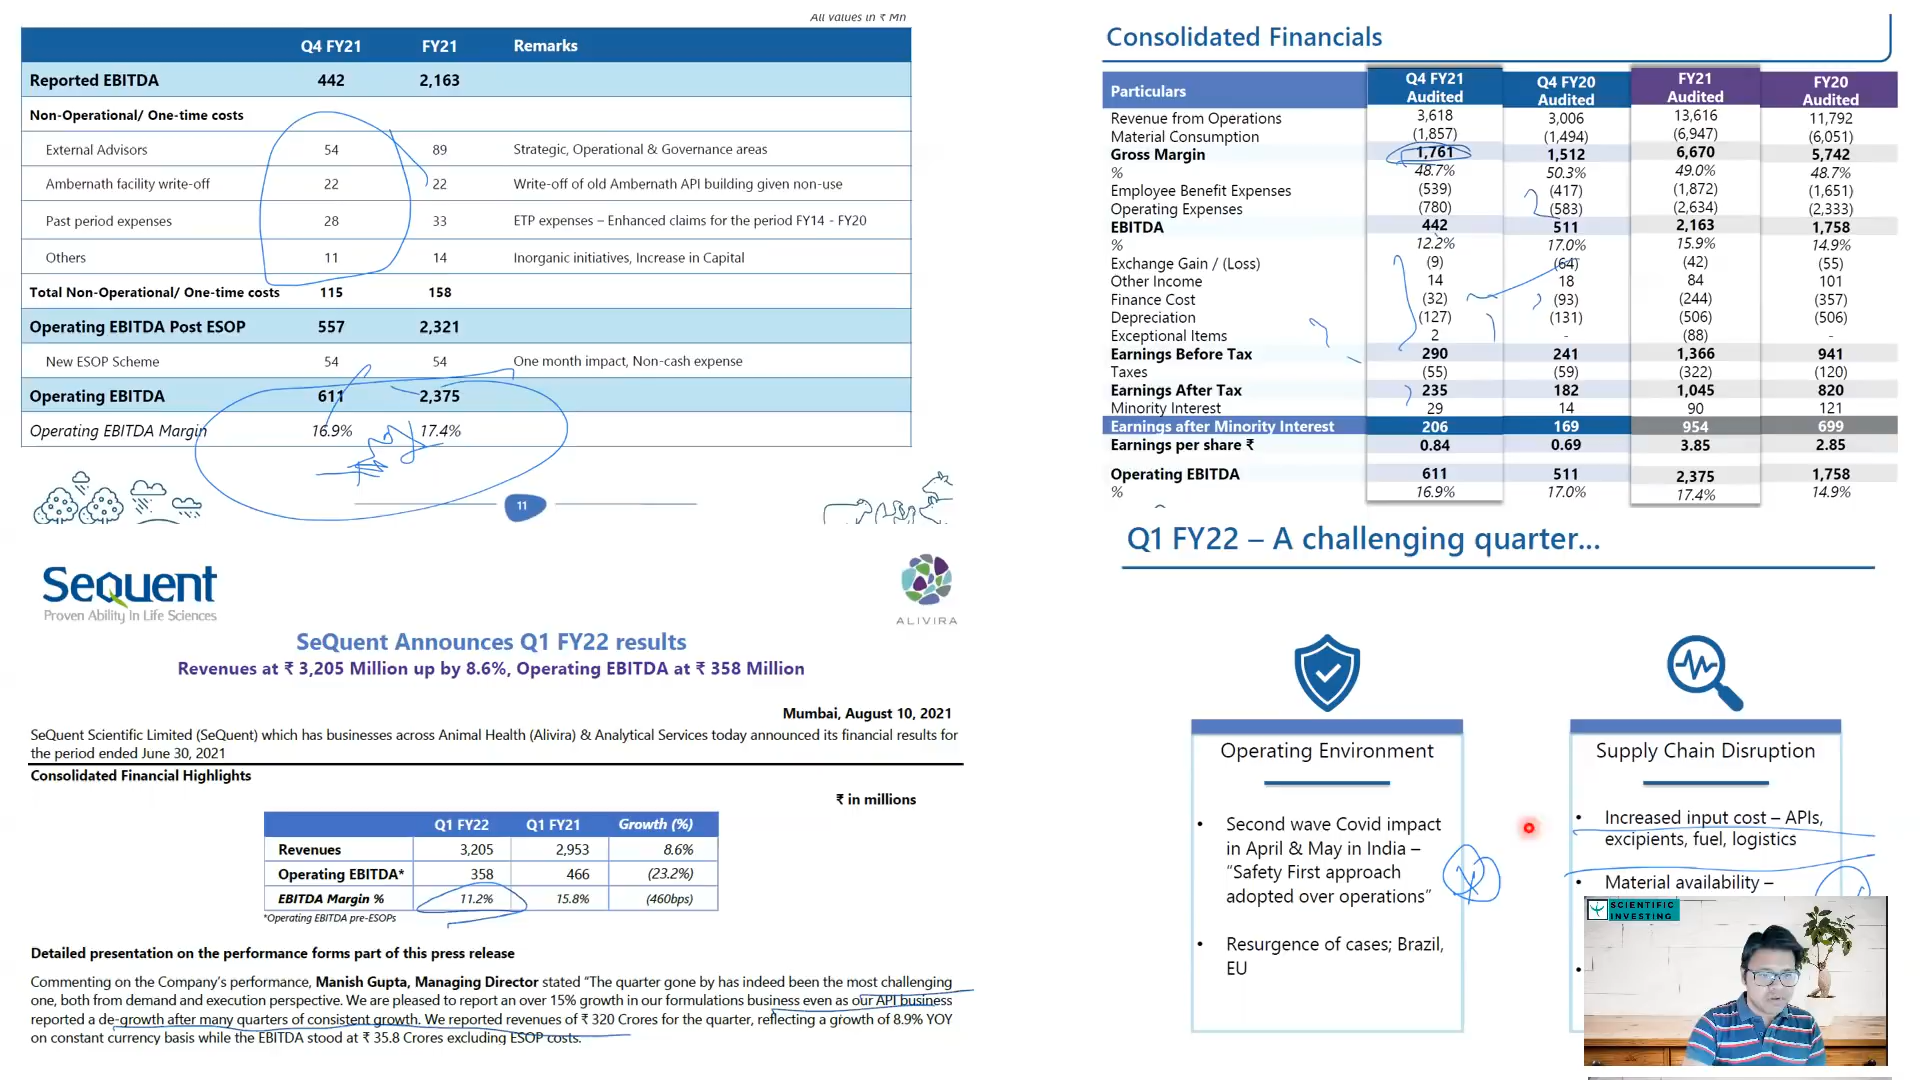 All values in ₹ Mn
Q4 FY21 FY21 Remarks
Reported EBITDA 442 2,163
Non-Operational/ One-time costs
External Advisors 54 89 Strategic, Operational & Governance areas
Ambernath facility write-off 22 22 Write-off of old Ambernath API building given non-use
Past period expenses 28 33 ETP expenses – Enhanced claims for the period FY14 - FY20
Others 11 14 Inorganic initiatives, Increase in Capital
Total Non-Operational/ One-time costs 115 158
Operating EBITDA Post ESOP 557 2,321
New ESOP Scheme 54 54 One month impact, Non-cash expense
Operating EBITDA 611 2,375
Operating EBITDA Margin 16.9% 17.4%
11
Consolidated Financials
Particulars Q4 FY21 Audited Q4 FY20 Audited FY21 Audited FY20 Audited
Revenue from Operations 3,618 3,006 13,616 11,792
Material Consumption (1,857) (1,494) (6,947) (6,051)
Gross Margin 1,761 1,512 6,670 5,742
% 48.7% 50.3% 49.0% 48.7%
Employee Benefit Expenses (539) (417) (1,872) (1,651)
Operating Expenses (780) (583) (2,634) (2,333)
EBITDA 442 511 2,163 1,758
% 12.2% 17.0% 15.9% 14.9%
Exchange Gain / (Loss) (9) (64) (42) (55)
Other Income 14 18 84 101
Finance Cost (32) (93) (244) (357)
Depreciation (127) (131) (506) (506)
Exceptional Items 2 - (88) -
Earnings Before Tax 290 241 1,366 941
Taxes (55) (59) (322) (120)
Earnings After Tax 235 182 1,045 820
Minority Interest 29 14 90 121
Earnings after Minority Interest 206 169 954 699
Earnings per share ₹ 0.84 0.69 3.85 2.85
Operating EBITDA 611 511 2,375 1,758
% 16.9% 17.0% 17.4% 14.9%
SeQuent
Proven Ability In Life Sciences
ALIVIRA
SeQuent Announces Q1 FY22 results
Revenues at ₹ 3,205 Million up by 8.6%, Operating EBITDA at ₹ 358 Million
Mumbai, August 10, 2021
SeQuent Scientific Limited (SeQuent) which has businesses across Animal Health (Alivira) & Analytical Services today announced its financial results for
the period ended June 30, 2021
Consolidated Financial Highlights
₹ in millions
Q1 FY22 Q1 FY21 Growth (%)
Revenues 3,205 2,953 8.6%
Operating EBITDA* 358 466 (23.2%)
EBITDA Margin % 11.2% 15.8% (460bps)
*Operating EBITDA pre-ESOPs
Detailed presentation on the performance forms part of this press release
Commenting on the Company's performance, Manish Gupta, Managing Director stated “The quarter gone by has indeed been the most challenging
one, both from demand and execution perspective. We are pleased to report an over 15% growth in our formulations business even as our API business
reported a de-growth after many quarters of consistent growth. We reported revenues of ₹ 320 Crores for the quarter, reflecting a growth of 8.9% YOY
on constant currency basis while the EBITDA stood at ₹ 35.8 Crores excluding ESOP costs.
Q1 FY22 – A challenging quarter...
Operating Environment
• Second wave Covid impact
in April & May in India –
“Safety First approach
adopted over operations”
• Resurgence of cases; Brazil,
EU
Supply Chain Disruption
• Increased input cost – APIs,
excipients, fuel, logistics
• Material availability –
•
SCIENTIFIC
INVESTING